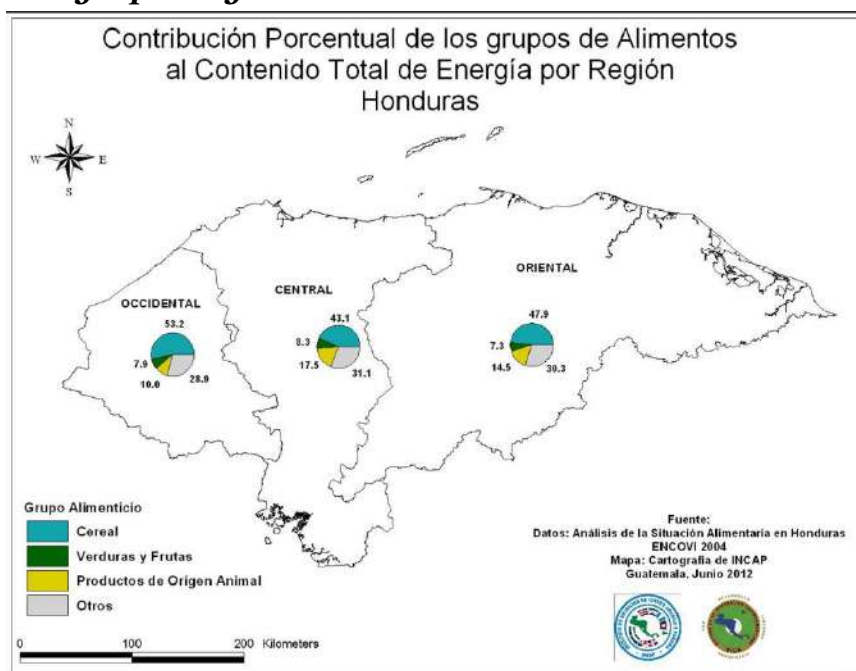 Contribución Porcentual de los grupos de Alimentos
al Contenido Total de Energía por Región
Honduras
N
W E
S
OCCIDENTAL
53.2
7.9
10.0
28.9
CENTRAL
43.1
8.3
17.5
31.1
ORIENTAL
47.9
7.3
14.5
30.3
Grupo Alimenticio
Cereal
Verduras y Frutas
Productos de Orígen Animal
Otros
0 100 200 Kilometers
Fuente:
Datos: Análisis de la Situación Alimentaria en Honduras
ENCOVI 2004
Mapa: Cartografia de INCAP
Guatemala, Junio 2012